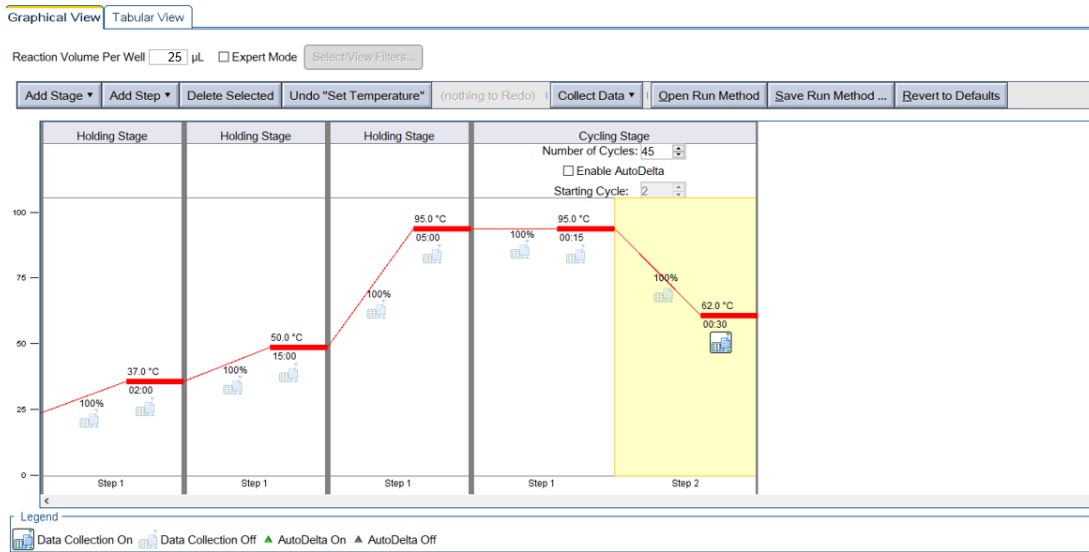 Graphical View Tabular View
Reaction Volume Per Well 25 µL Expert Mode Select/View Filters...
Add Stage ▼ Add Step ▼ Delete Selected Undo "Set Temperature" (nothing to Redo) Collect Data ▼ Open Run Method Save Run Method ... Revert to Defaults
Holding Stage Holding Stage Holding Stage Cycling Stage
Number of Cycles: 45
Enable AutoDelta
Starting Cycle: 2
100
95.0 °C 95.0 °C
05:00 100% 00:15
75
100% 100%
62.0 °C
00:30
50
50.0 °C
15:00
37.0 °C 100%
02:00
100%
25
0
Step 1 Step 1 Step 1 Step 1 Step 2
<
Legend
Data Collection On Data Collection Off ▲ AutoDelta On ▲ AutoDelta Off